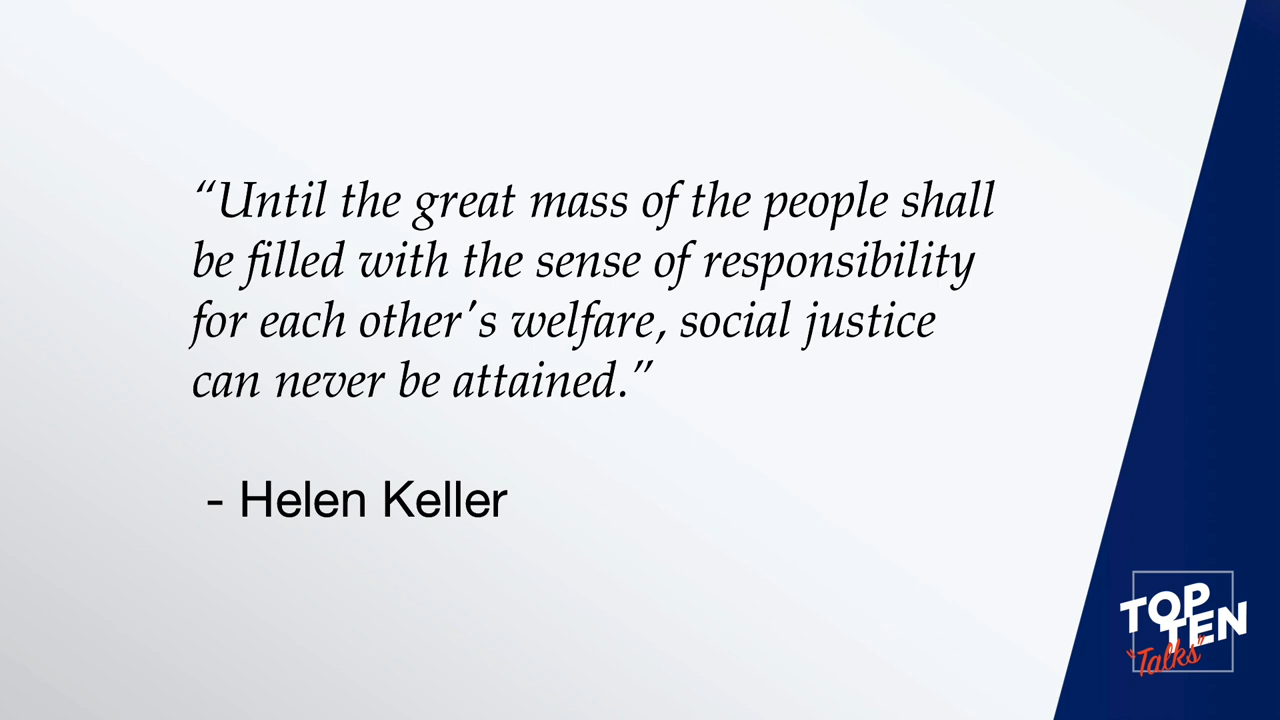 “Until the great mass of the people shall
be filled with the sense of responsibility
for each other's welfare, social justice
can never be attained.”
- Helen Keller
TOP
TEN
"Talks"